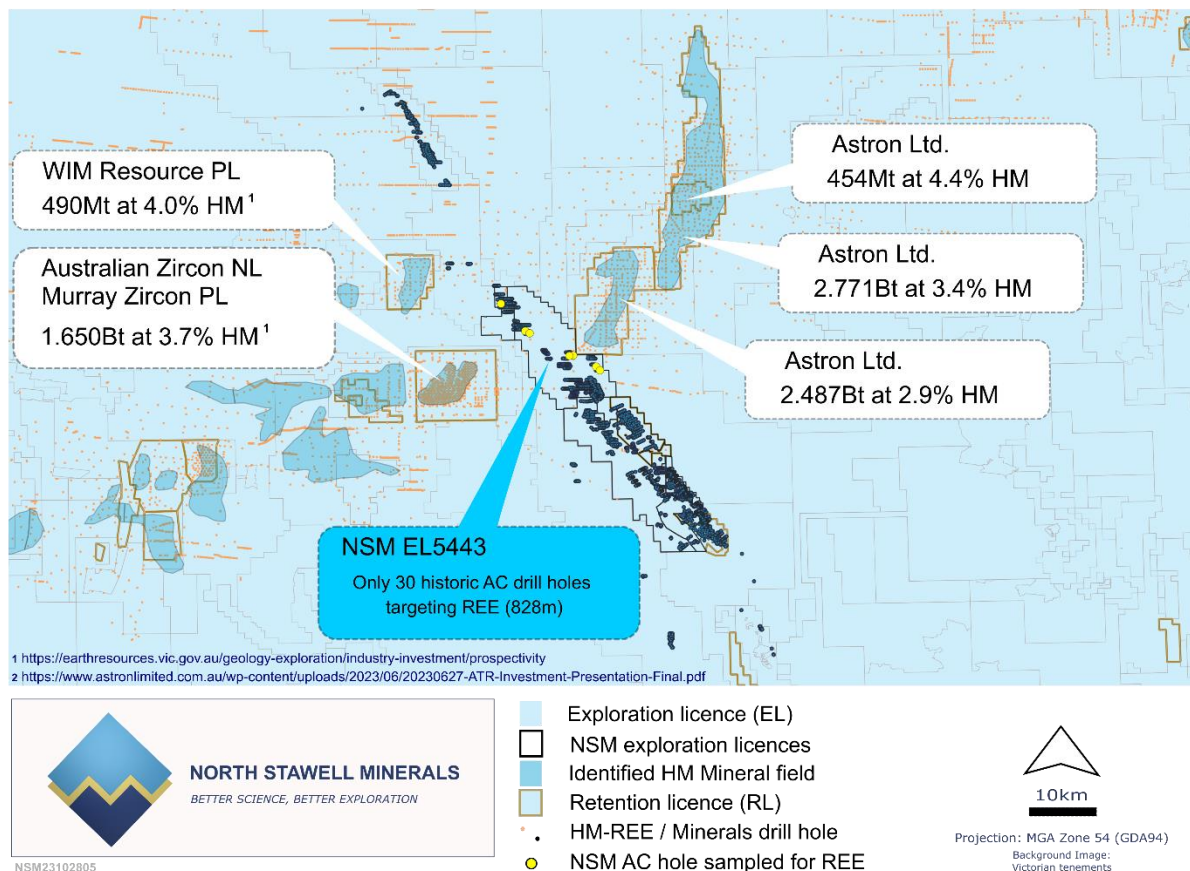 WIM Resource PL
490Mt at 4.0% HM¹
Australian Zircon NL
Murray Zircon PL
1.650Bt at 3.7% HM¹
Astron Ltd.
454Mt at 4.4% HM
Astron Ltd.
2.771Bt at 3.4% HM
Astron Ltd.
2.487Bt at 2.9% HM
NSM EL5443
Only 30 historic AC drill holes
targeting REE (828m)
1 https://earthresources.vic.gov.au/geology-exploration/industry-investment/prospectivity
2 https://www.astronlimited.com.au/wp-content/uploads/2023/06/20230627-ATR-Investment-Presentation-Final.pdf
NORTH STAWELL MINERALS
BETTER SCIENCE, BETTER EXPLORATION
NSM23102805
Exploration licence (EL)
NSM exploration licences
Identified HM Mineral field
Retention licence (RL)
HM-REE / Minerals drill hole
NSM AC hole sampled for REE
10km
Projection: MGA Zone 54 (GDA94)
Background Image:
Victorian tenements